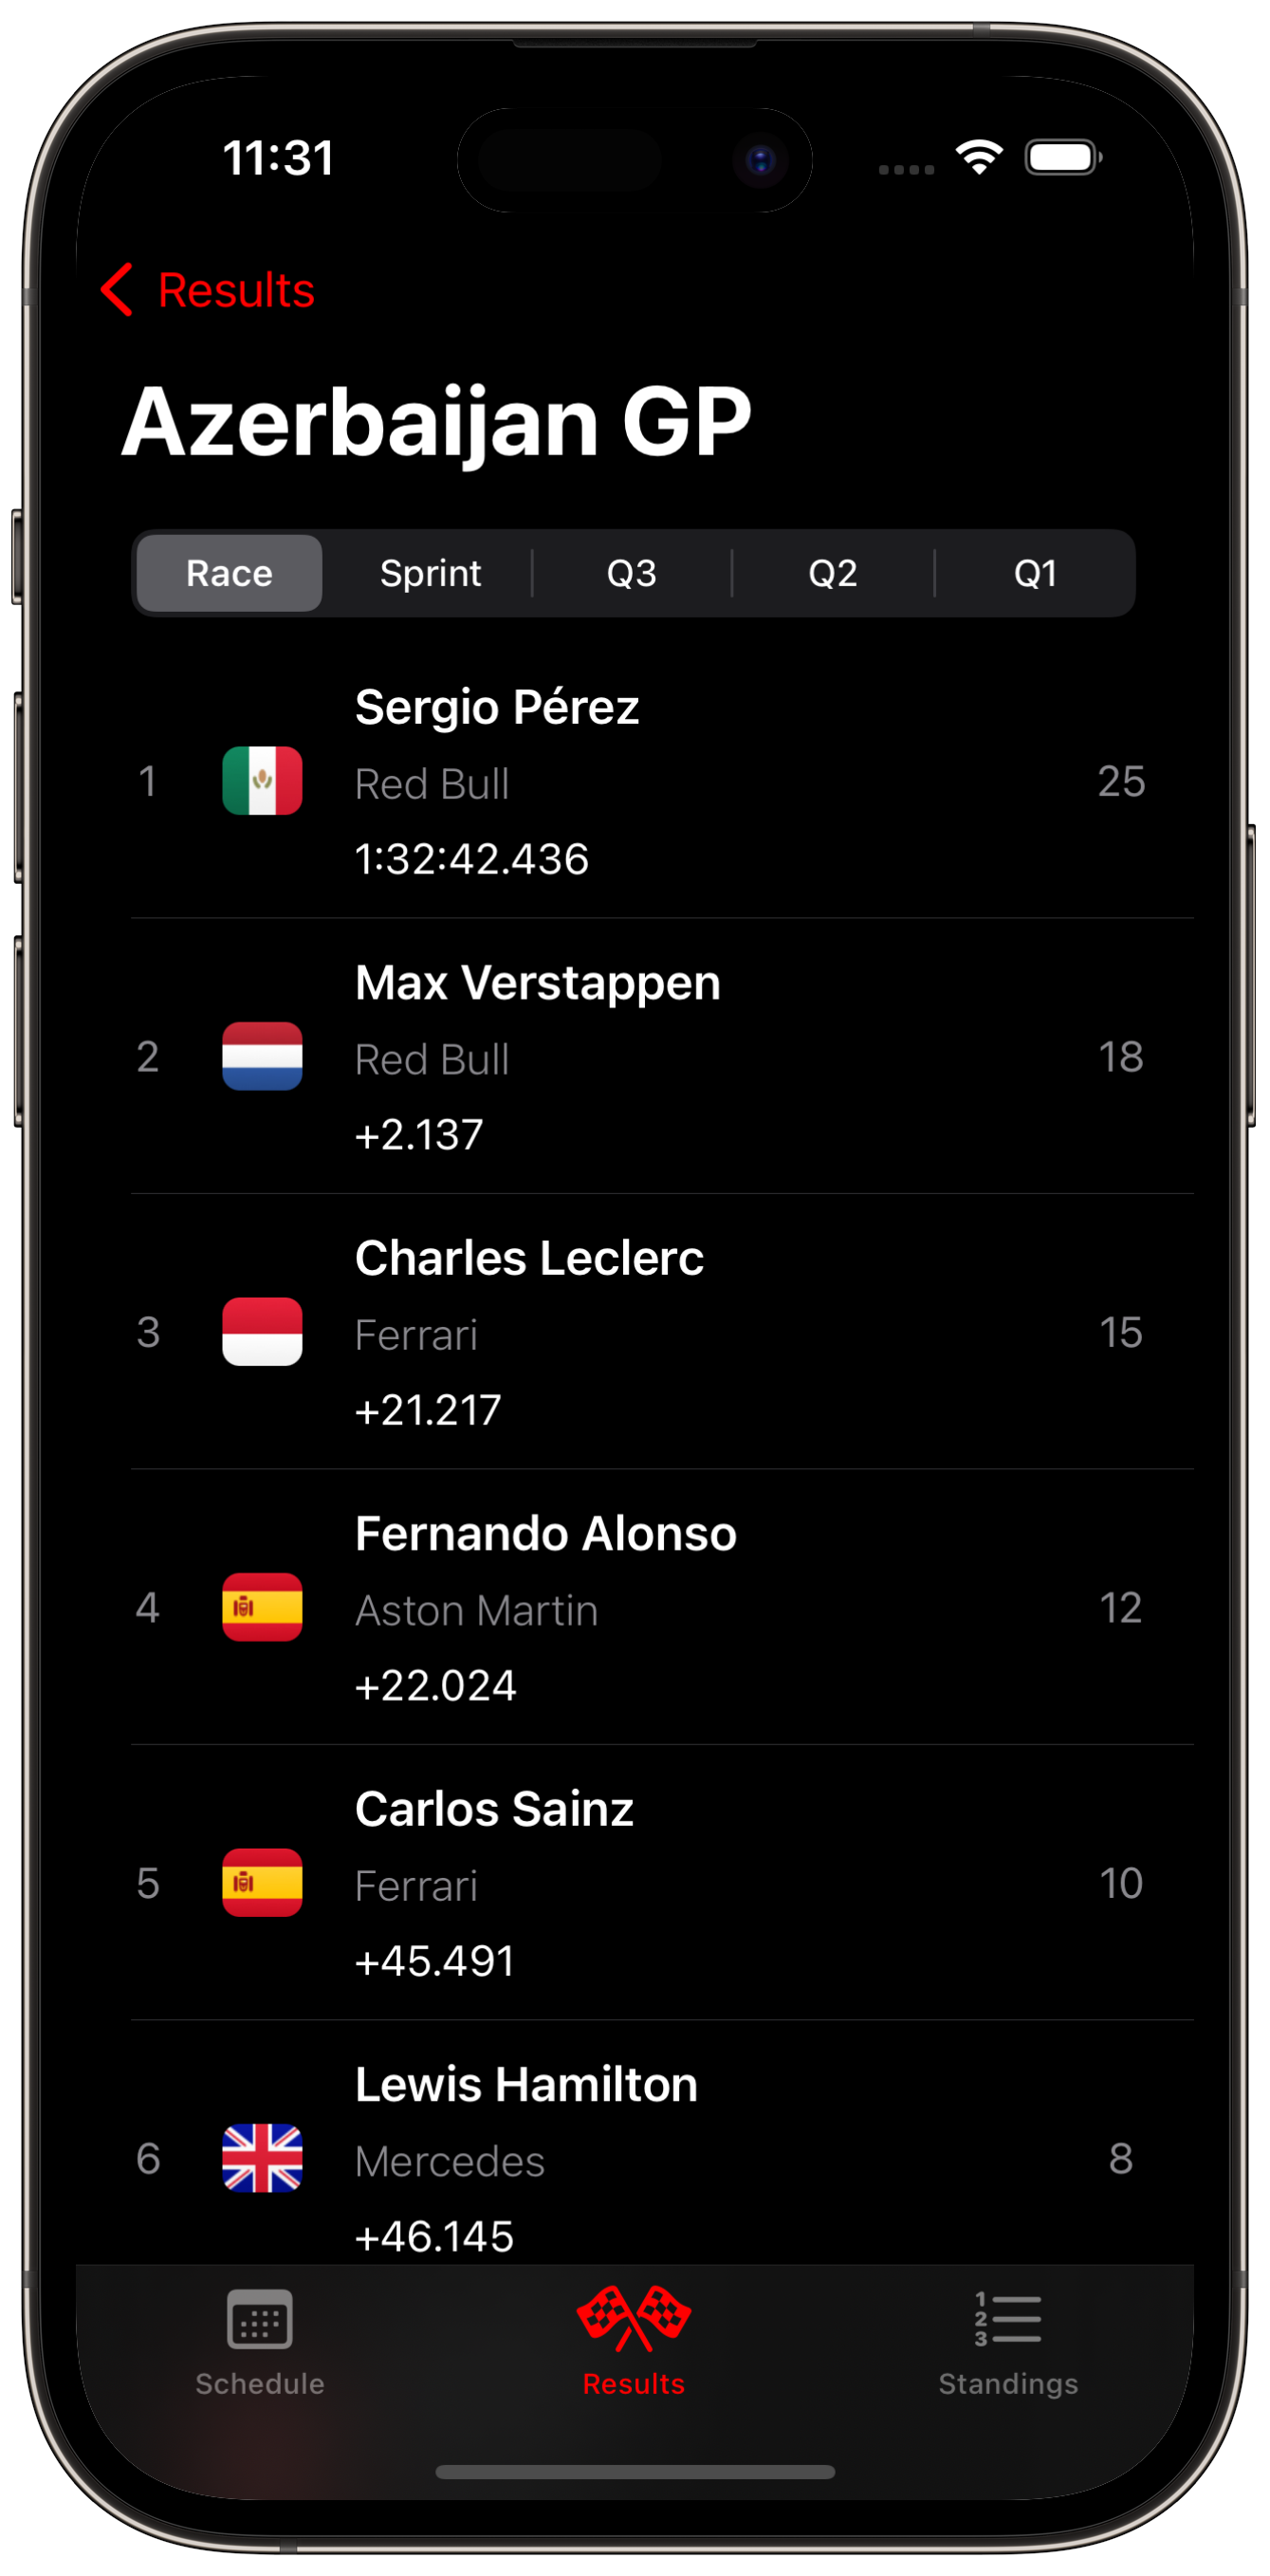 11:31
Results
Azerbaijan GP
Race Sprint Q3 Q2 Q1
Sergio Pérez
1 Red Bull 25
1:32:42.436
Max Verstappen
2 Red Bull 18
+2.137
Charles Leclerc
3 Ferrari 15
+21.217
Fernando Alonso
4 Aston Martin 12
+22.024
Carlos Sainz
5 Ferrari 10
+45.491
Lewis Hamilton
6 Mercedes 8
+46.145
1
2
3
Schedule Results Standings